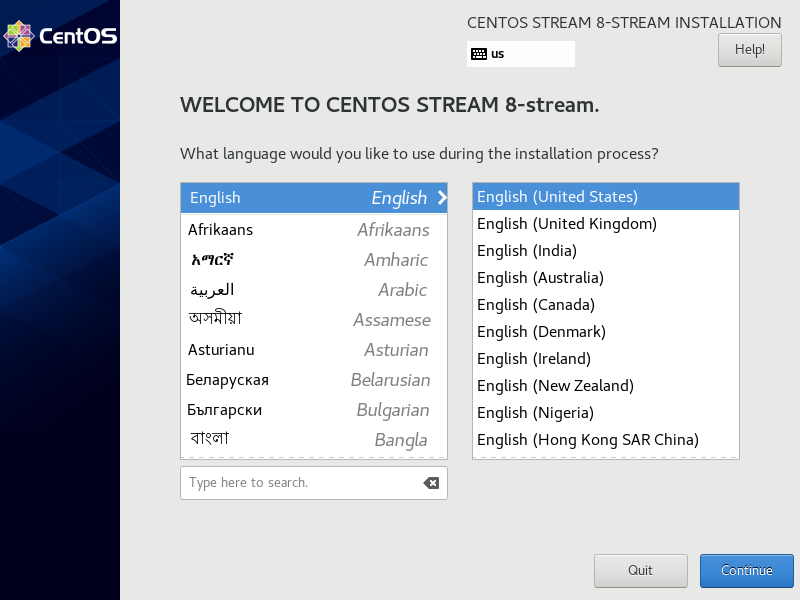 CentOS
CENTOS STREAM 8-STREAM INSTALLATION
us
Help!
WELCOME TO CENTOS STREAM 8-stream.
What language would you like to use during the installation process?
English English
Afrikaans Afrikaans
አማርኛ Amharic
العربية Arabic
অসমীয়া Assamese
Asturianu Asturian
Беларуская Belarusian
Български Bulgarian
বাংলা Bangla
English (United States)
English (United Kingdom)
English (India)
English (Australia)
English (Canada)
English (Denmark)
English (Ireland)
English (New Zealand)
English (Nigeria)
English (Hong Kong SAR China)
Type here to search.
Quit
Continue